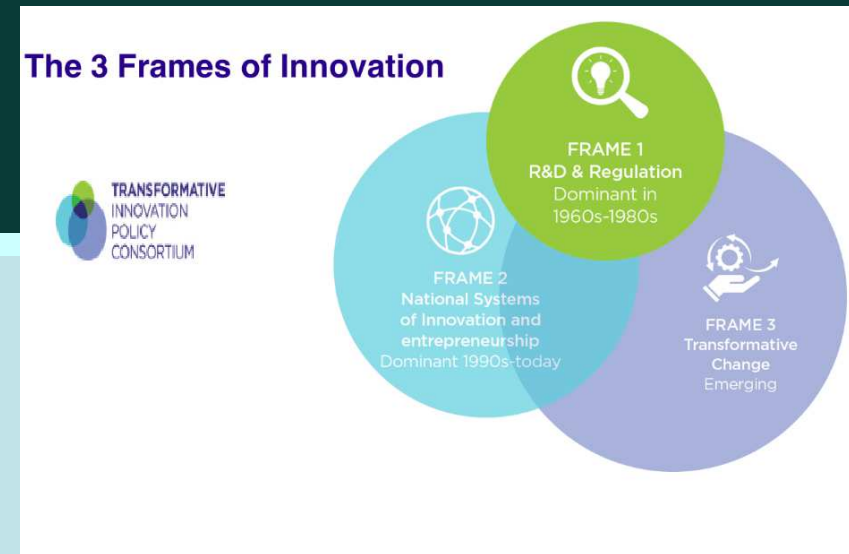 The 3 Frames of Innovation
TRANSFORMATIVE
INNOVATION
POLICY
CONSORTIUM
FRAME 1
R&D & Regulation
Dominant in
1960s-1980s
FRAME 2
National Systems
of Innovation and
entrepreneurship
Dominant 1990s-today
FRAME 3
Transformative
Change
Emerging